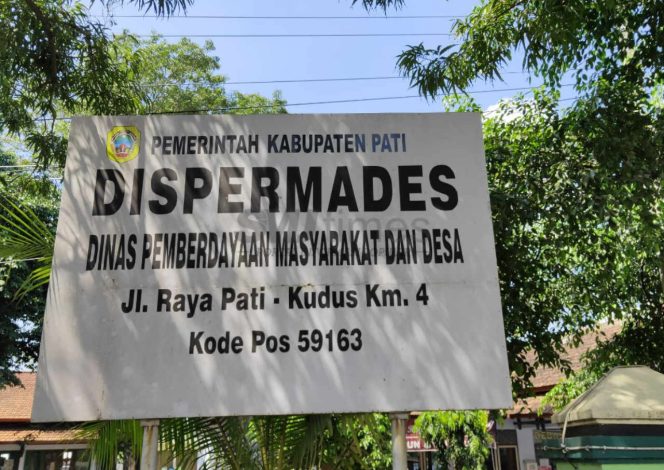 PEMERINTAH KABUPATEN PATI
DISPERMADES
DINAS PEMBERDAYAAN MASYARAKAT DAN DESA
Jl. Raya Pati - Kudus Km. 4
Kode Pos 59163